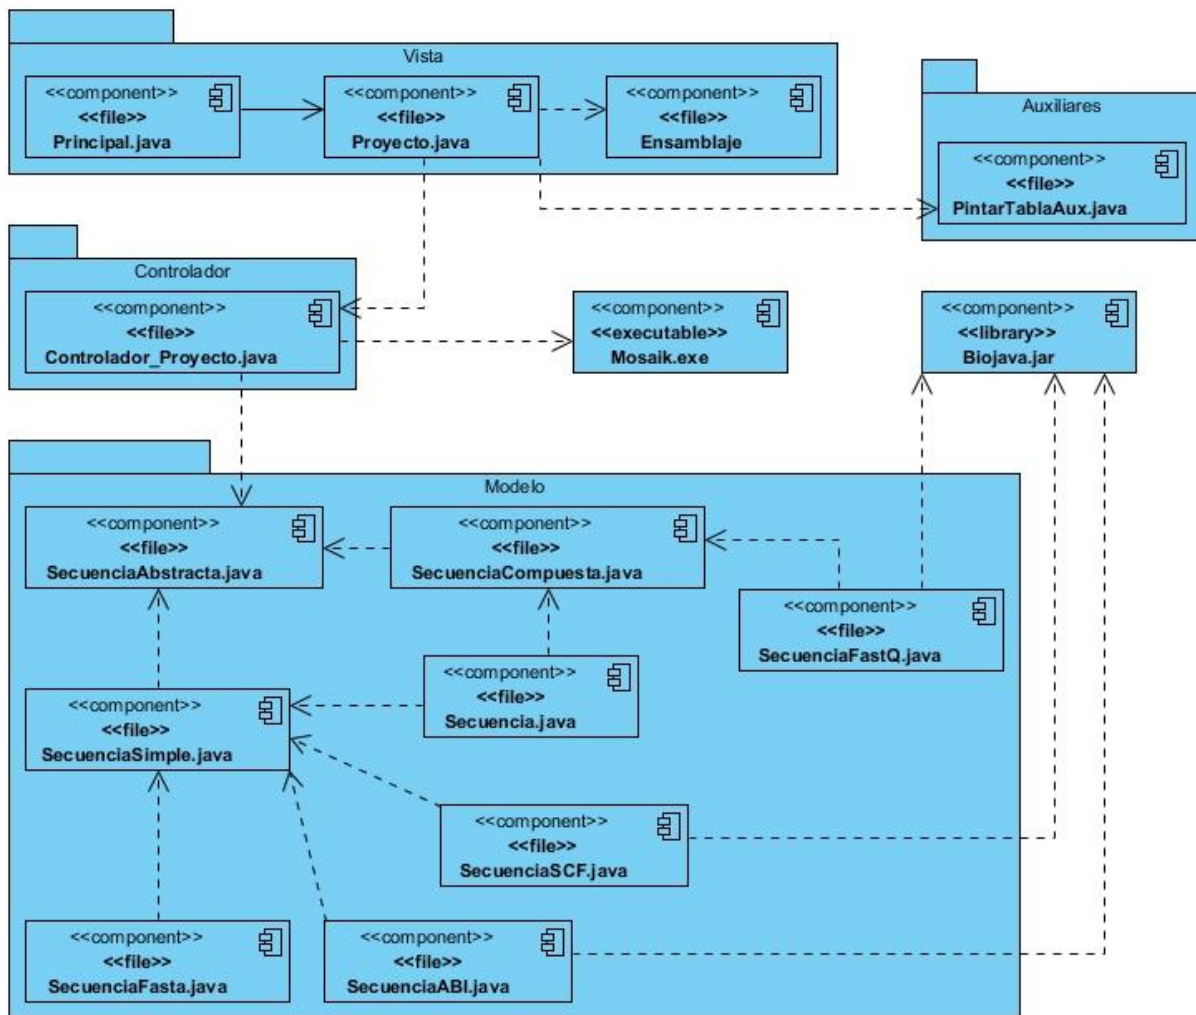 Vista
<<component>>
<<file>>
Principal.java
<<component>>
<<file>>
Proyecto.java
<<component>>
<<file>>
Ensamblaje
Auxiliares
<<component>>
<<file>>
PintarTablaAux.java
Controlador
<<component>>
<<file>>
Controlador_Proyecto.java
<<component>>
<<executable>>
Mosaik.exe
<<component>>
<<library>>
Biojava.jar
Modelo
<<component>>
<<file>>
SecuenciaAbstracta.java
<<component>>
<<file>>
SecuenciaCompuesta.java
<<component>>
<<file>>
SecuenciaFastQ.java
<<component>>
<<file>>
Secuencia.java
<<component>>
<<file>>
SecuenciaSimple.java
<<component>>
<<file>>
SecuenciaSCF.java
<<component>>
<<file>>
SecuenciaFasta.java
<<component>>
<<file>>
SecuenciaABI.java